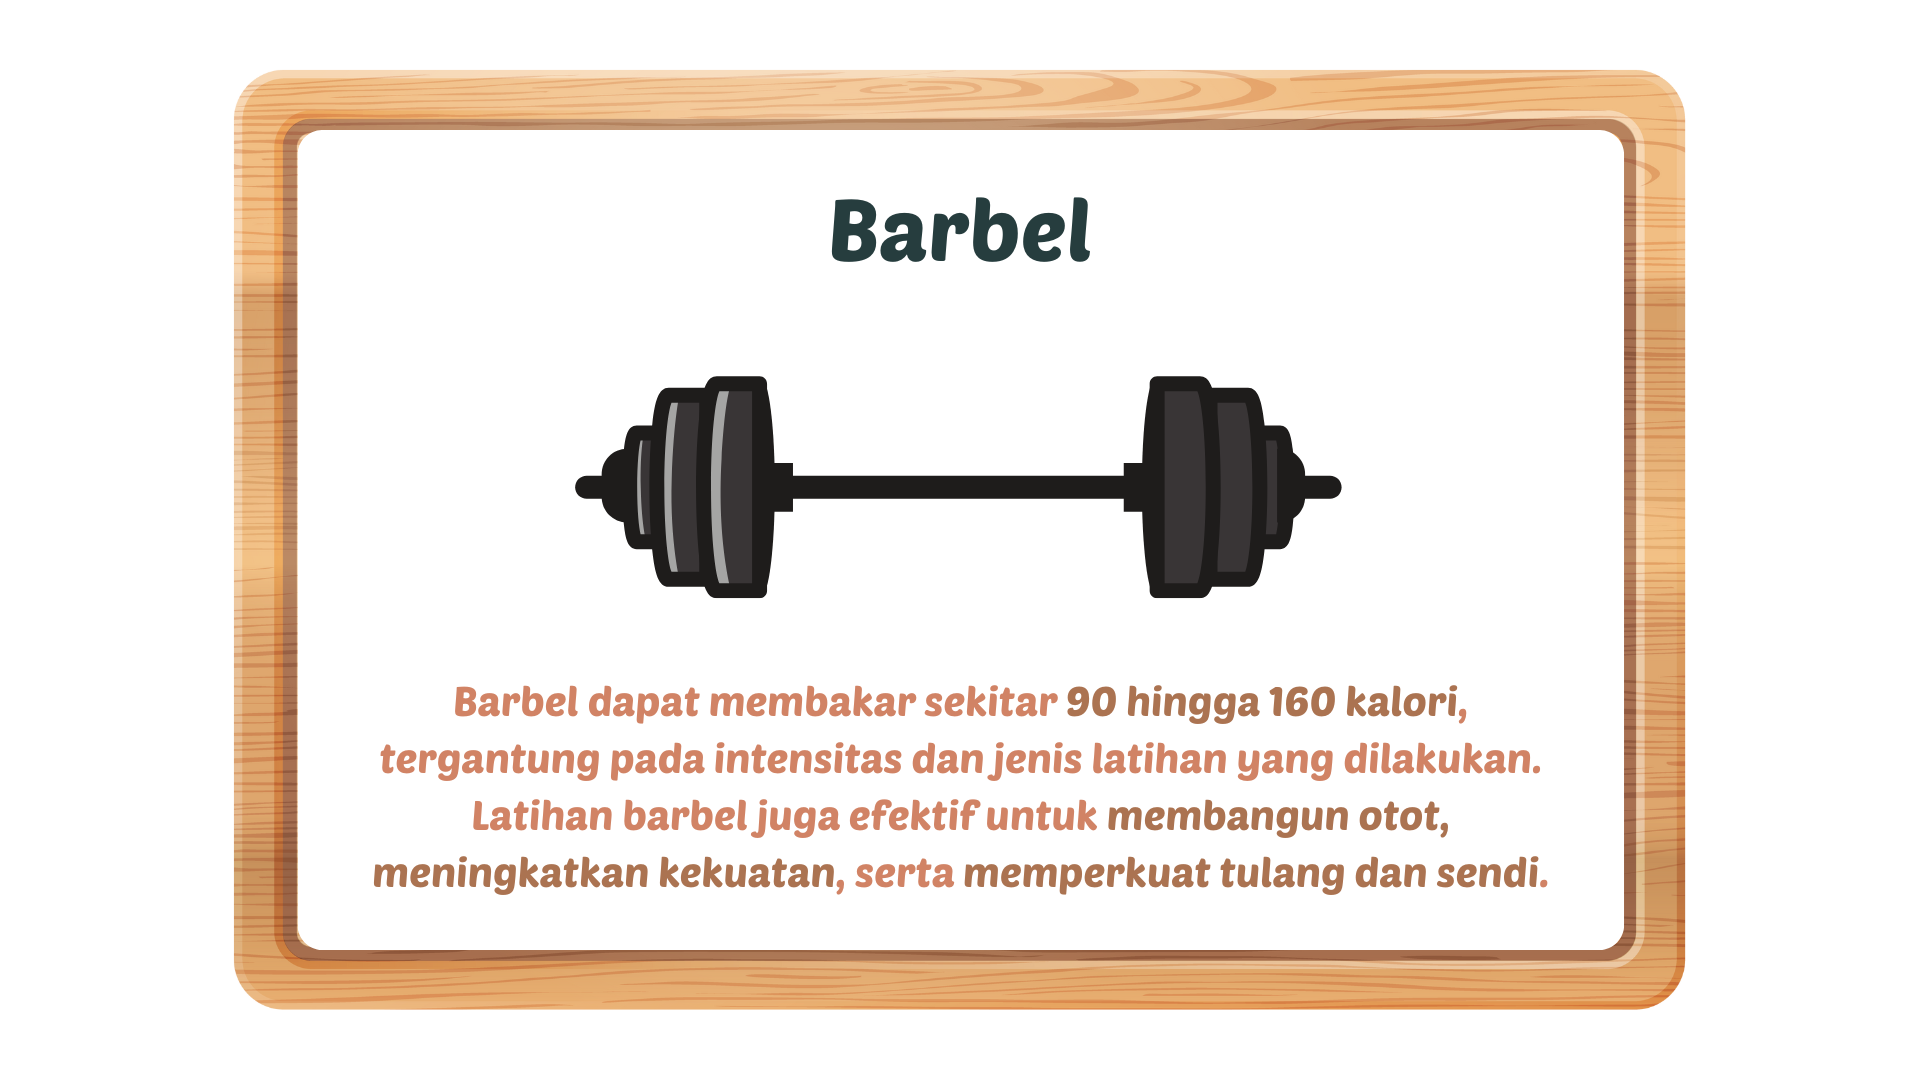 Barbel
Barbel dapat membakar sekitar 90 hingga 160 kalori,
tergantung pada intensitas dan jenis latihan yang dilakukan.
Latihan barbel juga efektif untuk membangun otot,
meningkatkan kekuatan, serta memperkuat tulang dan sendi.